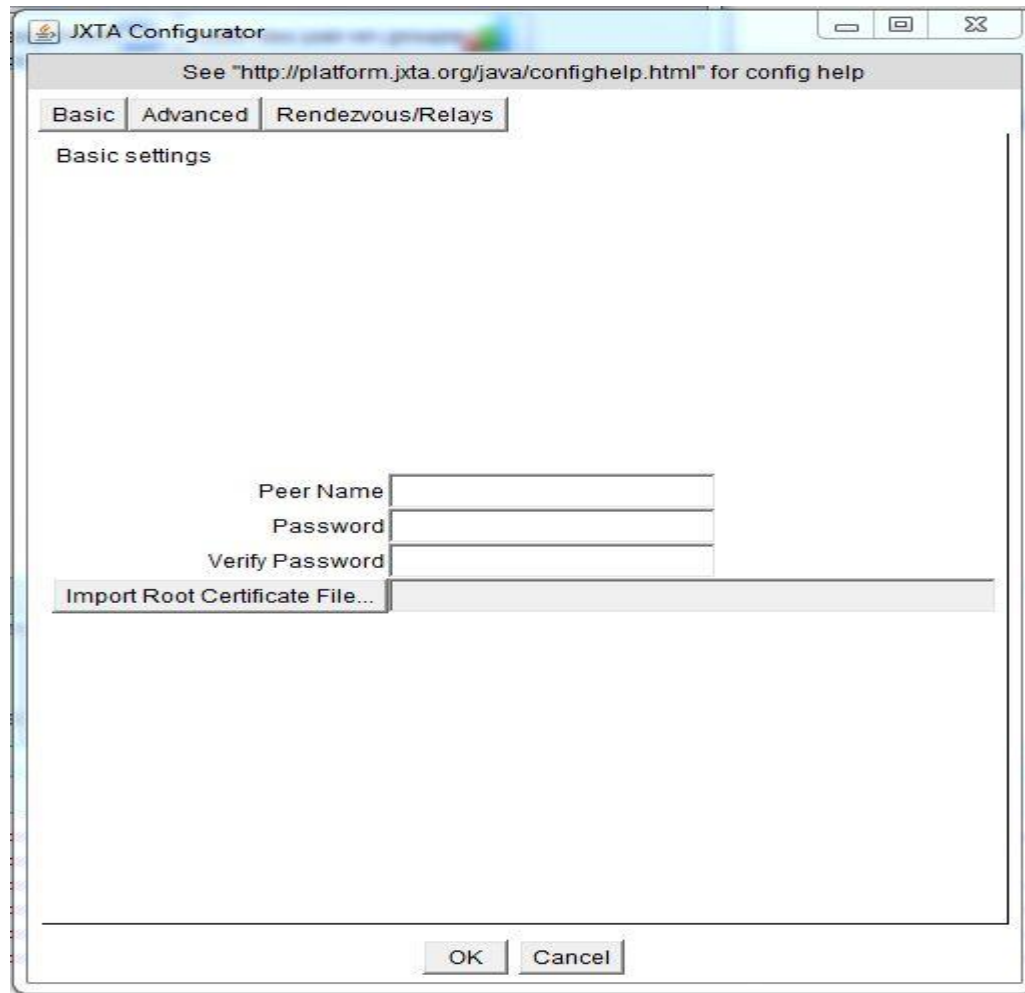 JXTA Configurator
See "http://platform.jxta.org/java/confighelp.html" for config help
Basic Advanced Rendezvous/Relays
Basic settings
Peer Name
Password
Verify Password
Import Root Certificate File...
OK Cancel